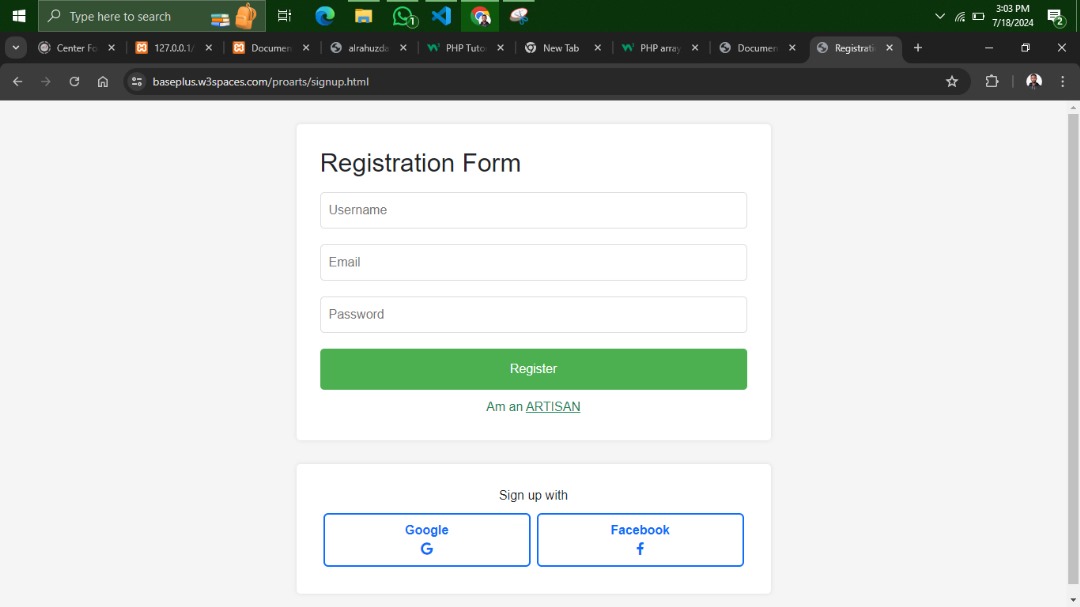 Type here to search
1
3:03 PM
7/18/2024
2
Center Fo
127.0.0.1/
Documen
alrahuzda
PHP Tuto
New Tab
PHP array
Documen
Registrati
baseplus.w3spaces.com/proarts/signup.html
Registration Form
Username
Email
Password
Register
Am an ARTISAN
Sign up with
Google
G
Facebook
f